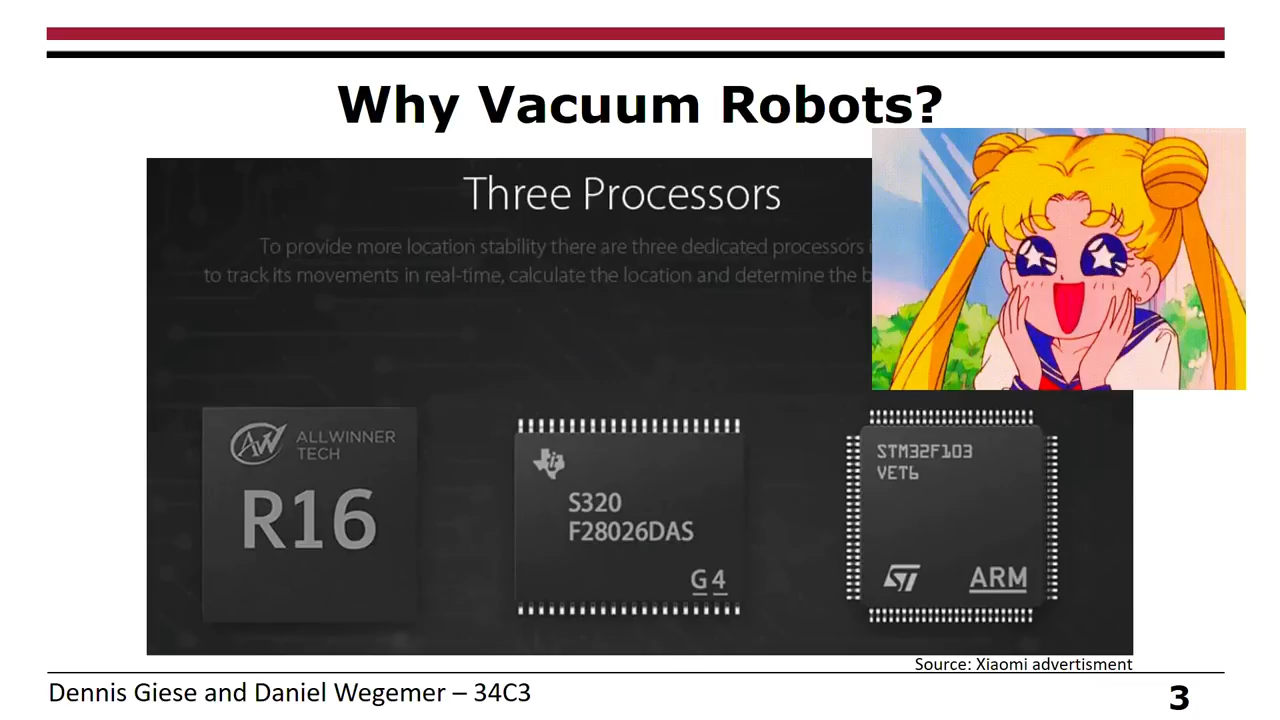 Why Vacuum Robots?
Three Processors
To provide more location stability there are three dedicated processors
to track its movements in real-time, calculate the location and determine the
ALLWINNER
TECH
R16
S320
F28026DAS
G4
STM32F103
VET6
ST
ARM
Source: Xiaomi advertisment
Dennis Giese and Daniel Wegemer – 34C3
3